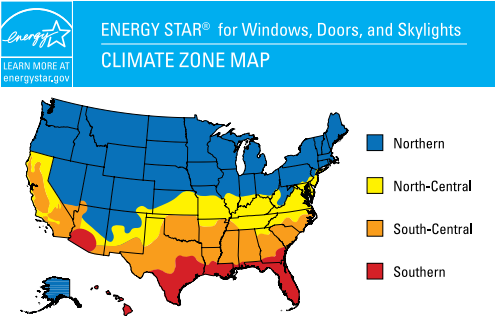 energy
LEARN MORE AT
energystar.gov
ENERGY STAR® for Windows, Doors, and Skylights
CLIMATE ZONE MAP
Northern
North-Central
South-Central
Southern